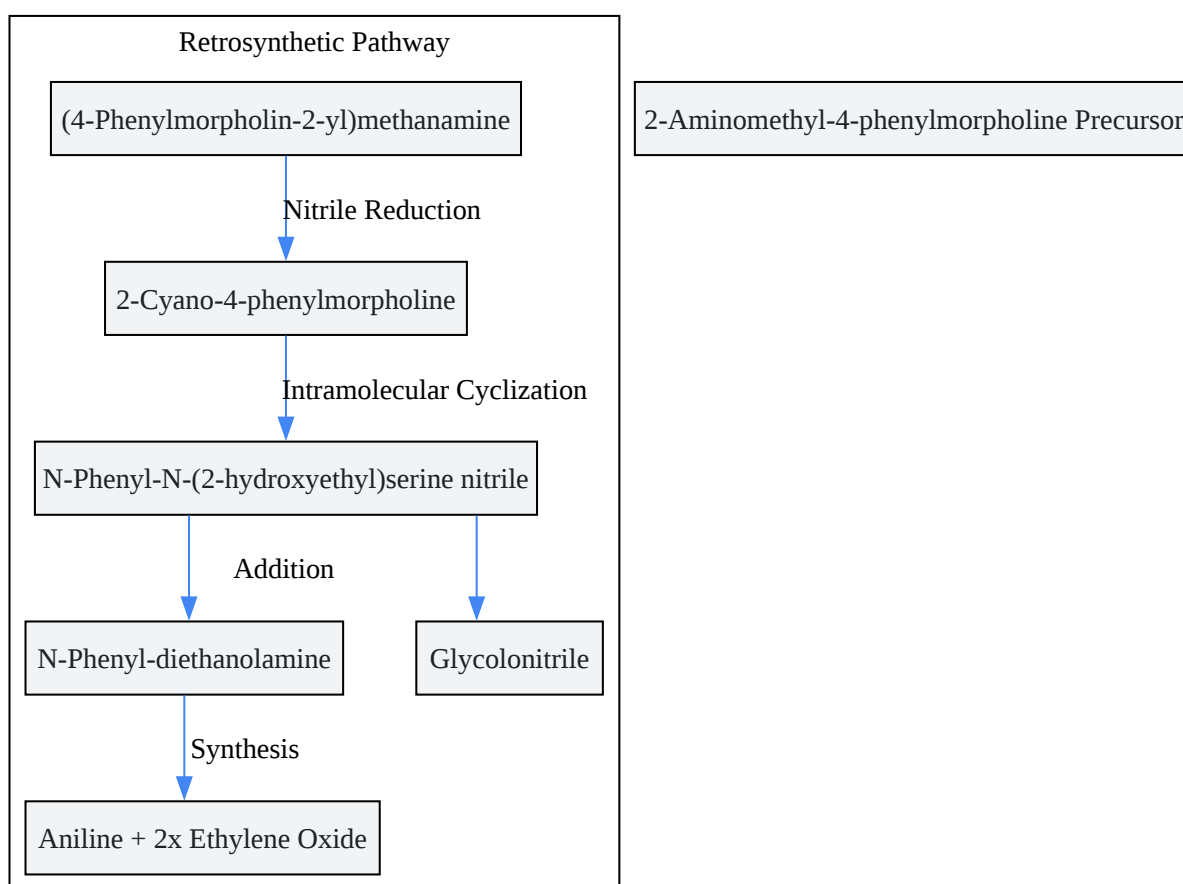 Retrosynthetic Pathway
(4-Phenylmorpholin-2-yl)methanamine
2-Aminomethyl-4-phenylmorpholine Precursor
Nitrile Reduction
2-Cyano-4-phenylmorpholine
Intramolecular Cyclization
N-Phenyl-N-(2-hydroxyethyl)serine nitrile
Addition
N-Phenyl-diethanolamine
Glycolonitrile
Synthesis
Aniline + 2x Ethylene Oxide